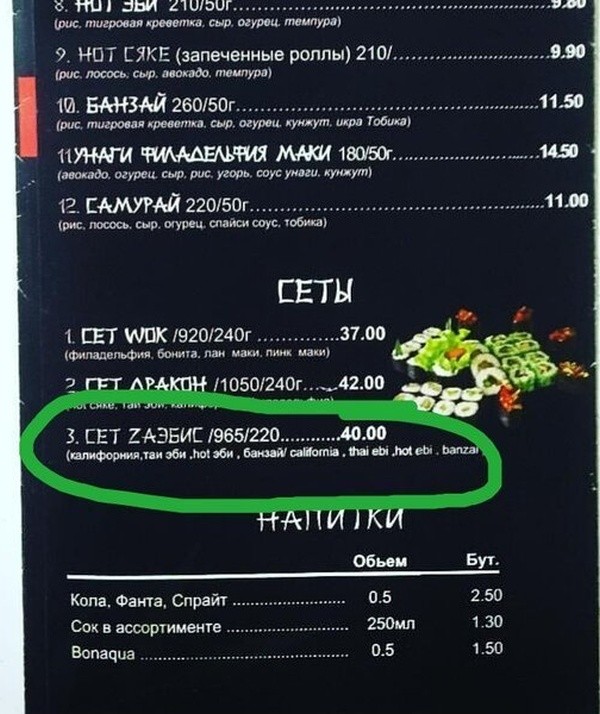 8. HOT ЭБИ 210/50г..................9.80
(рис, тигровая креветка, сыр, огурец, темпура)
9. HOT СЯКЕ (запеченные роллы) 210/..................9.90
(рис, лосось, сыр, авокадо, темпура)
10. БАНЗАЙ 260/50г..................11.50
(рис, тигровая креветка, сыр, огурец, кунжут, икра Тобика)
11УНАГИ ФИЛАДЕЛЬФИЯ МАКИ 180/50г..................14.50
(авокадо, огурец, сыр, рис, угорь, соус унаги, кунжут)
12. САМУРАЙ 220/50г..................11.00
(рис, лосось, сыр, огурец, спайси соус, тобика)
СЕТЫ
1. СЕТ WOK /920/240г ..............37.00
(филадельфия, бонита, лан маки, пинк маки)
2. СЕТ ДРАКОН /1050/240г.......42.00
3. СЕТ ZАЭБИС /965/220............40.00
(калифорния,таи эби ,hot эби , банзай/ california , thai ebi ,hot ebi , banzai
НАПИТКИ
Обьем Бут.
Кола, Фанта, Спрайт ...................... 0.5 2.50
Сок в ассортименте ....................... 250мл 1.30
Bonaqua ....................................... 0.5 1.50